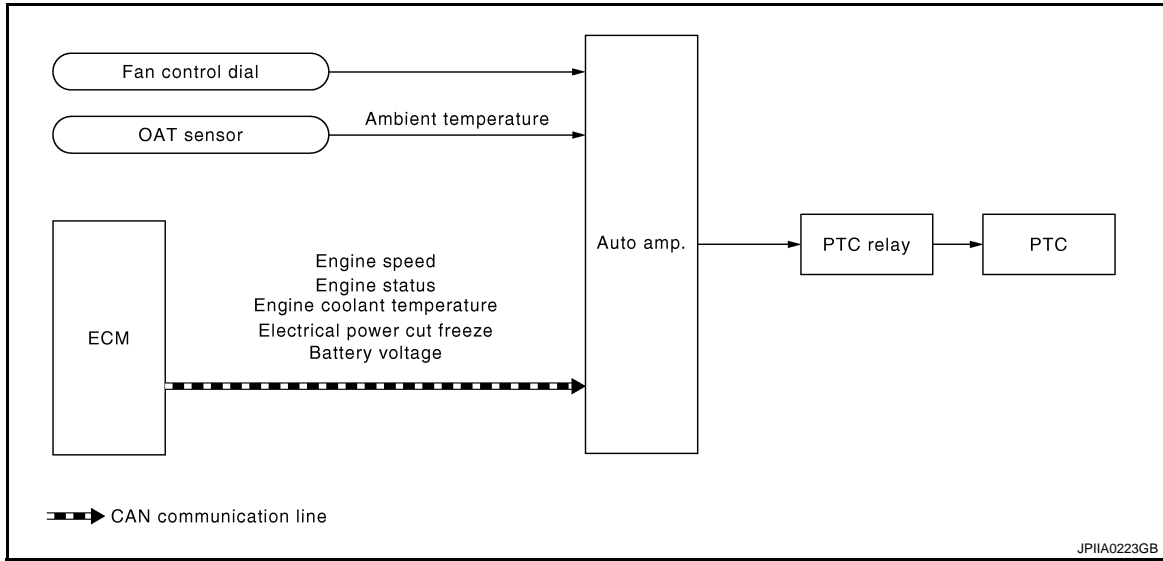 Fan control dial
OAT sensor
Ambient temperature
ECM
Engine speed
Engine status
Engine coolant temperature
Electrical power cut freeze
Battery voltage
Auto amp.
PTC relay
PTC
CAN communication line
JPIIA0223GB